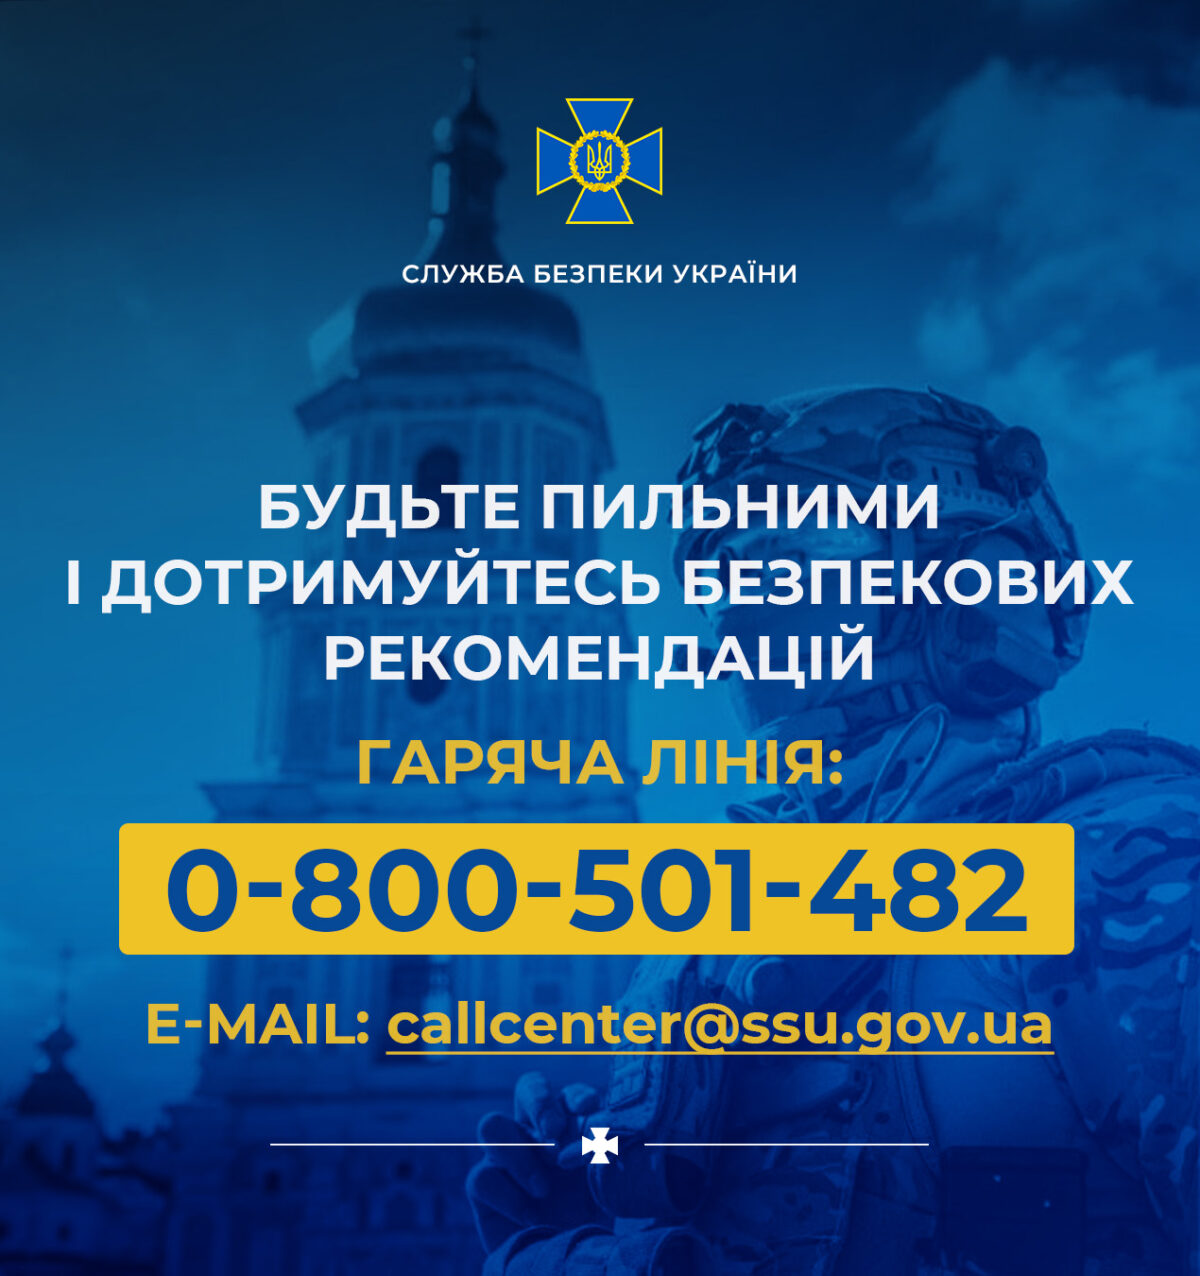 СЛУЖБА БЕЗПЕКИ УКРАЇНИ
БУДЬТЕ ПИЛЬНИМИ
І ДОТРИМУЙТЕСЬ БЕЗПЕКОВИХ
РЕКОМЕНДАЦІЙ
ГАРЯЧА ЛІНІЯ:
0-800-501-482
E-MAIL: callcenter@ssu.gov.ua